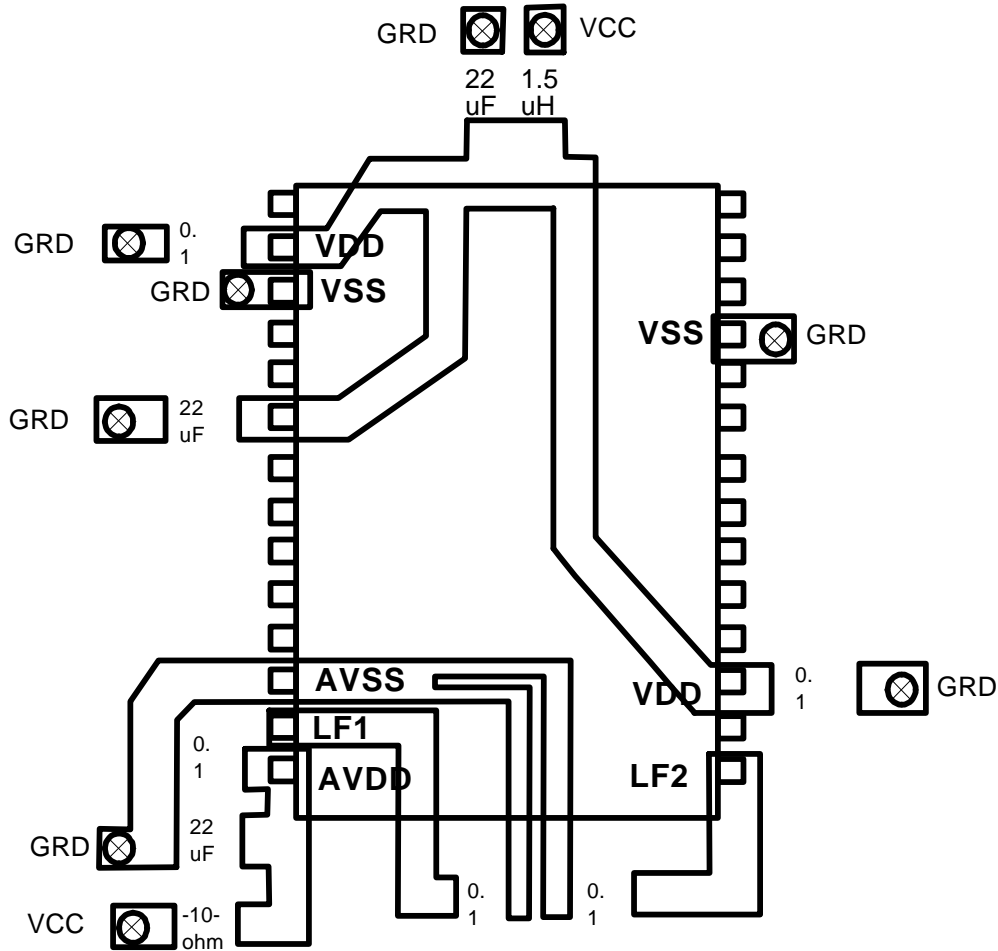 GRD
VCC
22
uF
1.5
uH
GRD
0.
1
VDD
GRD
VSS
VSS
GRD
GRD
22
uF
AVSS
VDD
0.
1
GRD
LF1
0.
1
AVDD
LF2
GRD
22
uF
0.
1
0.
1
VCC
-10-
ohm